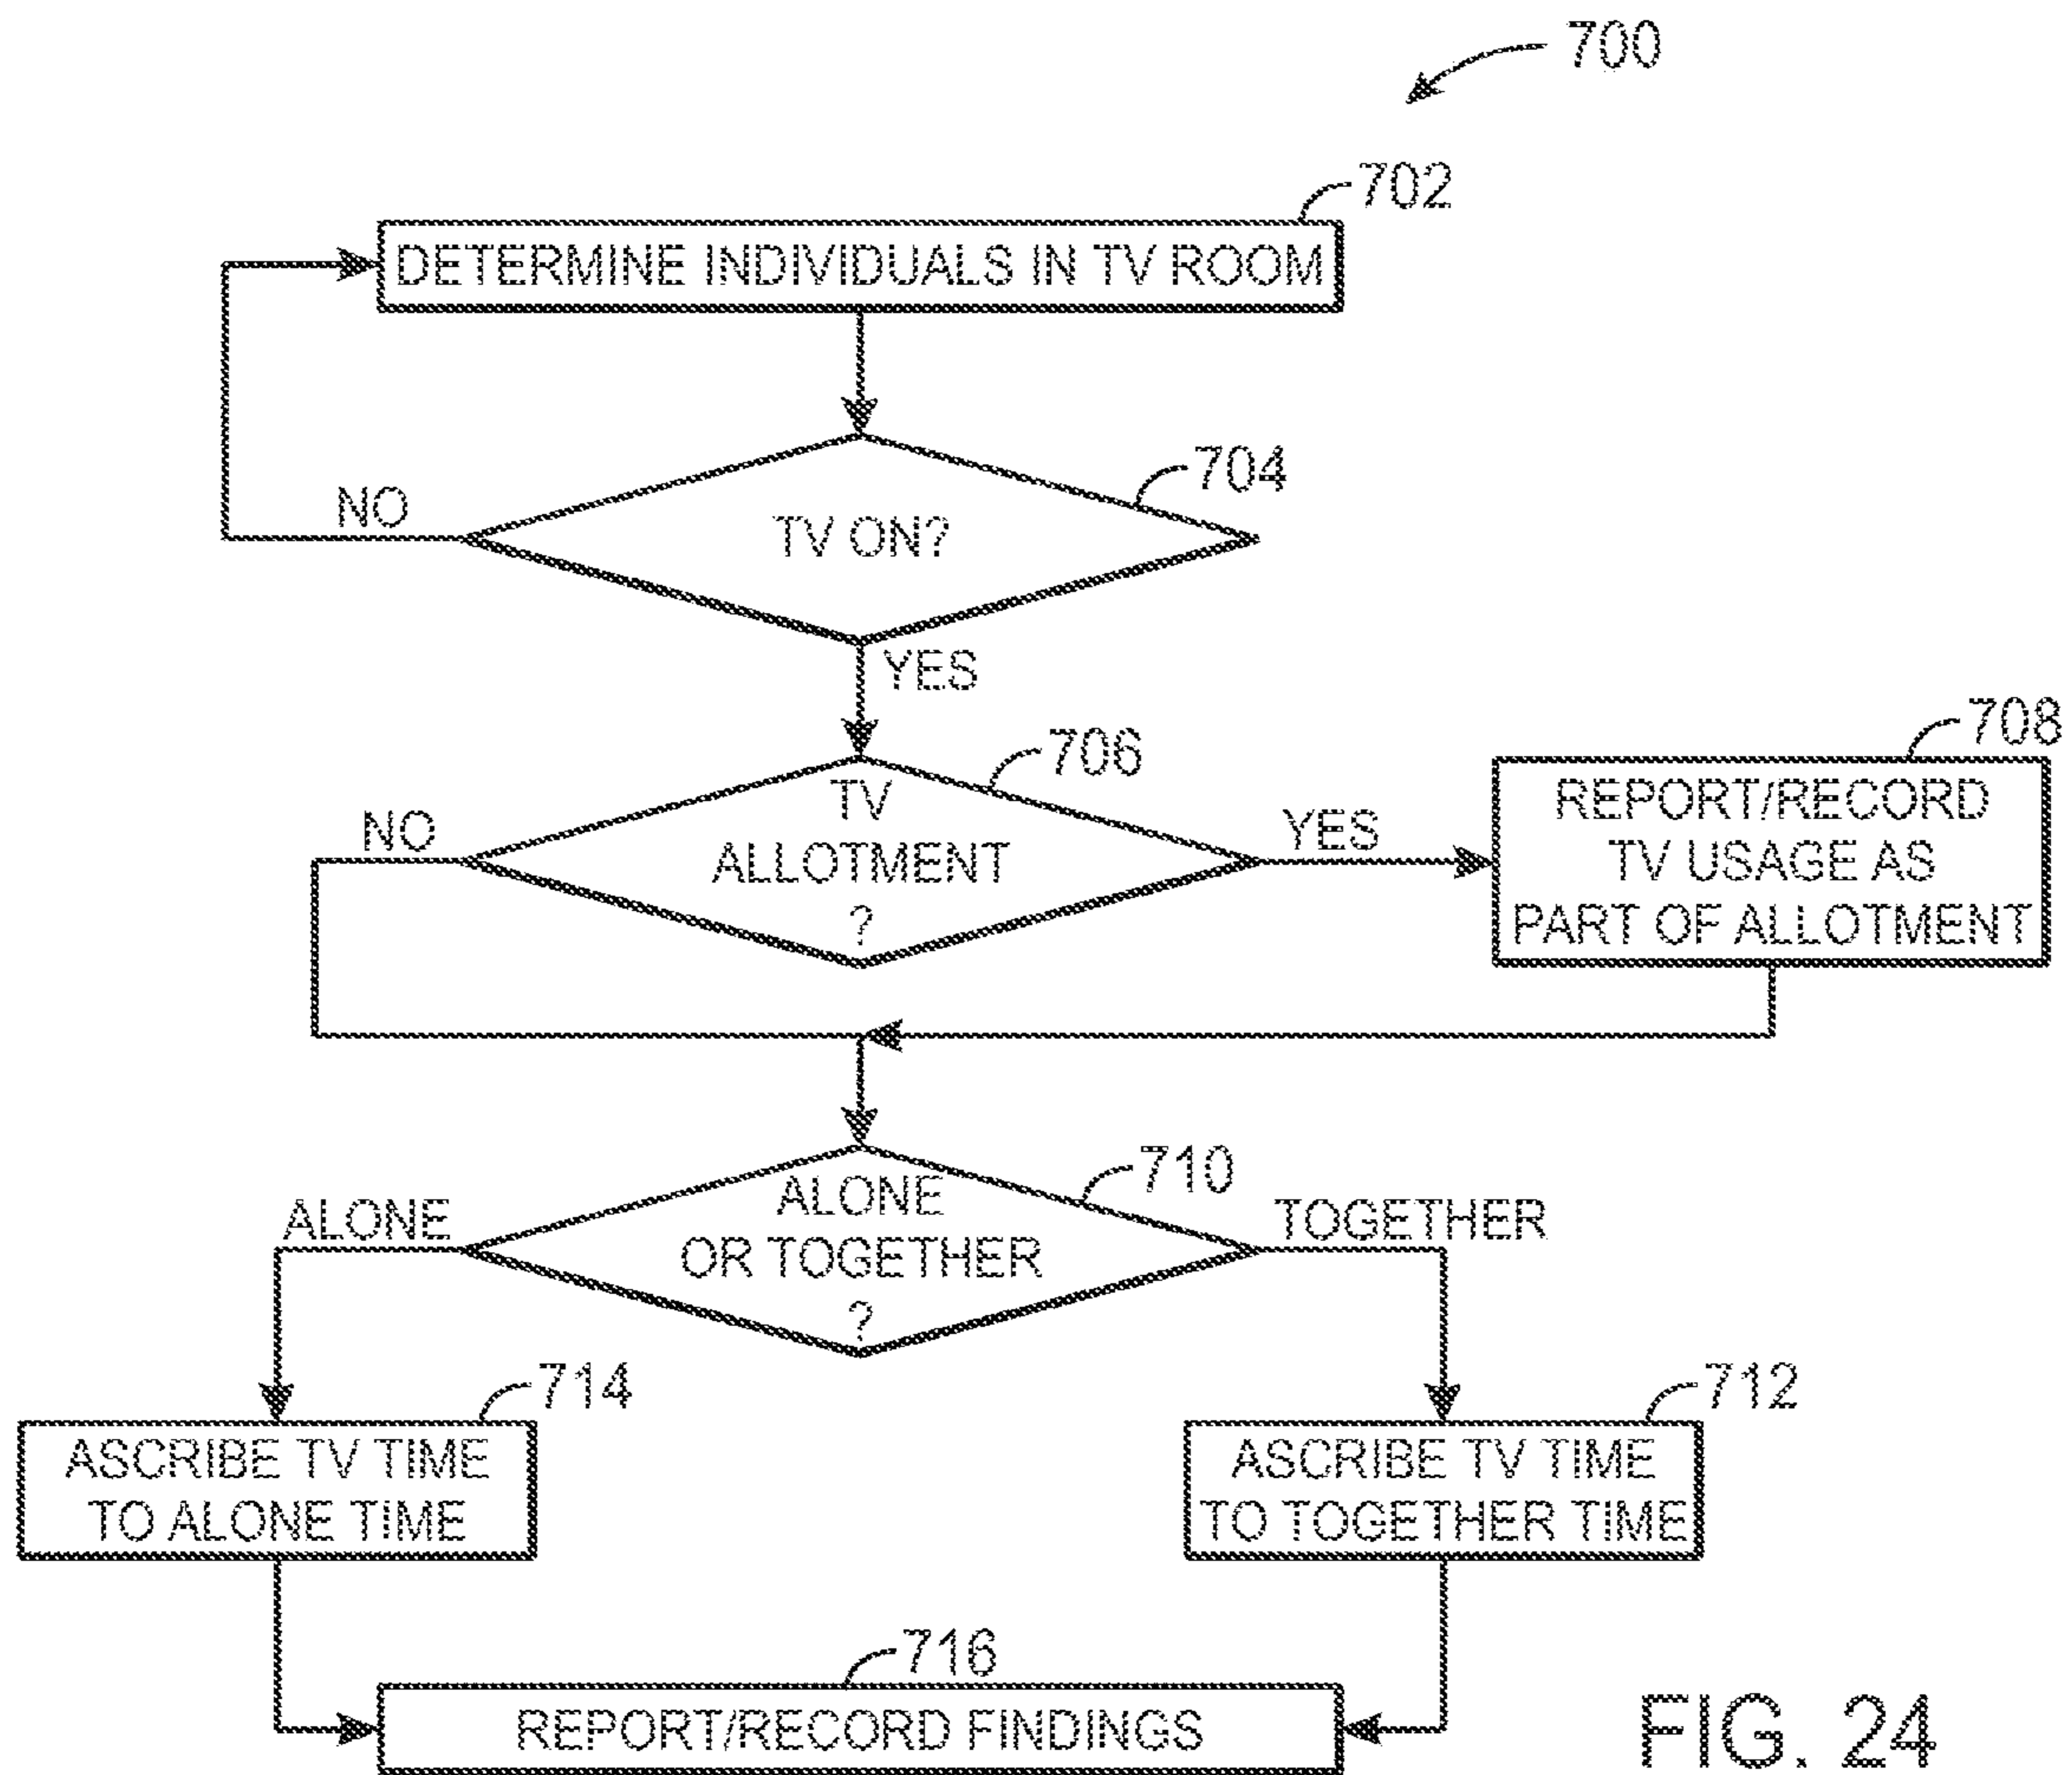 700
702
DETERMINE INDIVIDUALS IN TV ROOM
704
NO
TV ON?
YES
706
708
NO
TV
ALLOTMENT
?
YES
REPORT/RECORD
TV USAGE AS
PART OF ALLOTMENT
710
ALONE
ALONE
OR TOGETHER
?
TOGETHER
714
712
ASCRIBE TV TIME
TO ALONE TIME
ASCRIBE TV TIME
TO TOGETHER TIME
716
REPORT/RECORD FINDINGS
FIG. 24